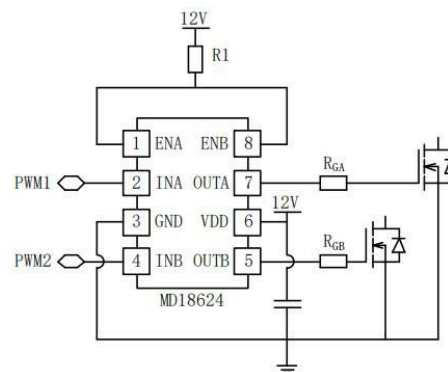 12V
R1
1 ENA ENB 8
PWM1 2 INA OUTA 7 RGA
12V
3 GND VDD 6
PWM2 4 INB OUTB 5 RGB
MD18624